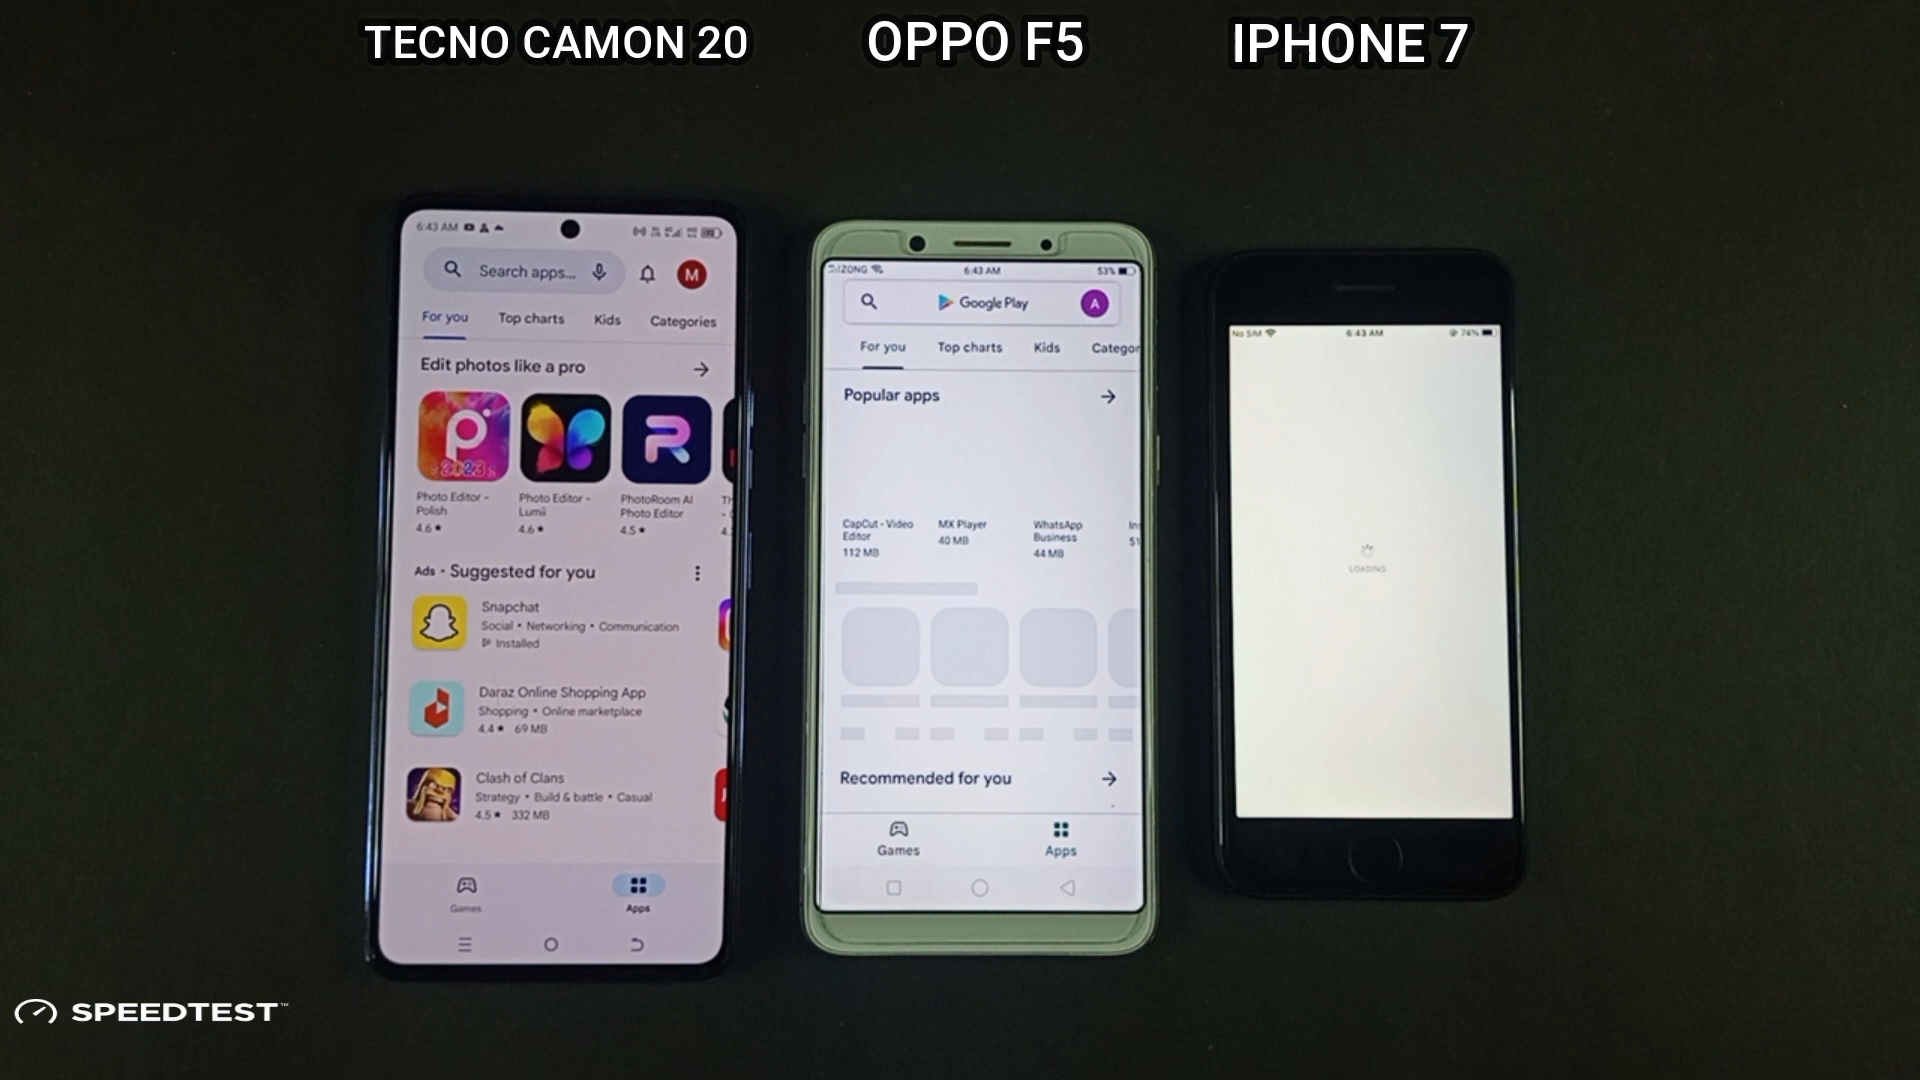 TECNO CAMON 20
OPPO F5
IPHONE 7
6:43 AM
Search apps...
M
For you Top charts Kids Categories
Edit photos like a pro
2023
Photo Editor -
Polish
4.6 ★
Photo Editor -
Lumii
4.6 ★
PhotoRoom AI
Photo Editor
4.5 ★
Ads • Suggested for you
Snapchat
Social • Networking • Communication
Installed
Daraz Online Shopping App
Shopping • Online marketplace
4.4 ★ 69 MB
Clash of Clans
Strategy • Build & battle • Casual
4.5 ★ 332 MB
Games
Apps
ZONG 6:43 AM 53%
Google Play
A
For you Top charts Kids Categor
Popular apps
CapCut - Video
Editor
112 MB
MX Player
40 MB
WhatsApp
Business
44 MB
Recommended for you
Games
Apps
No SIM 6:43 AM 74%
LOADING
SPEEDTEST™